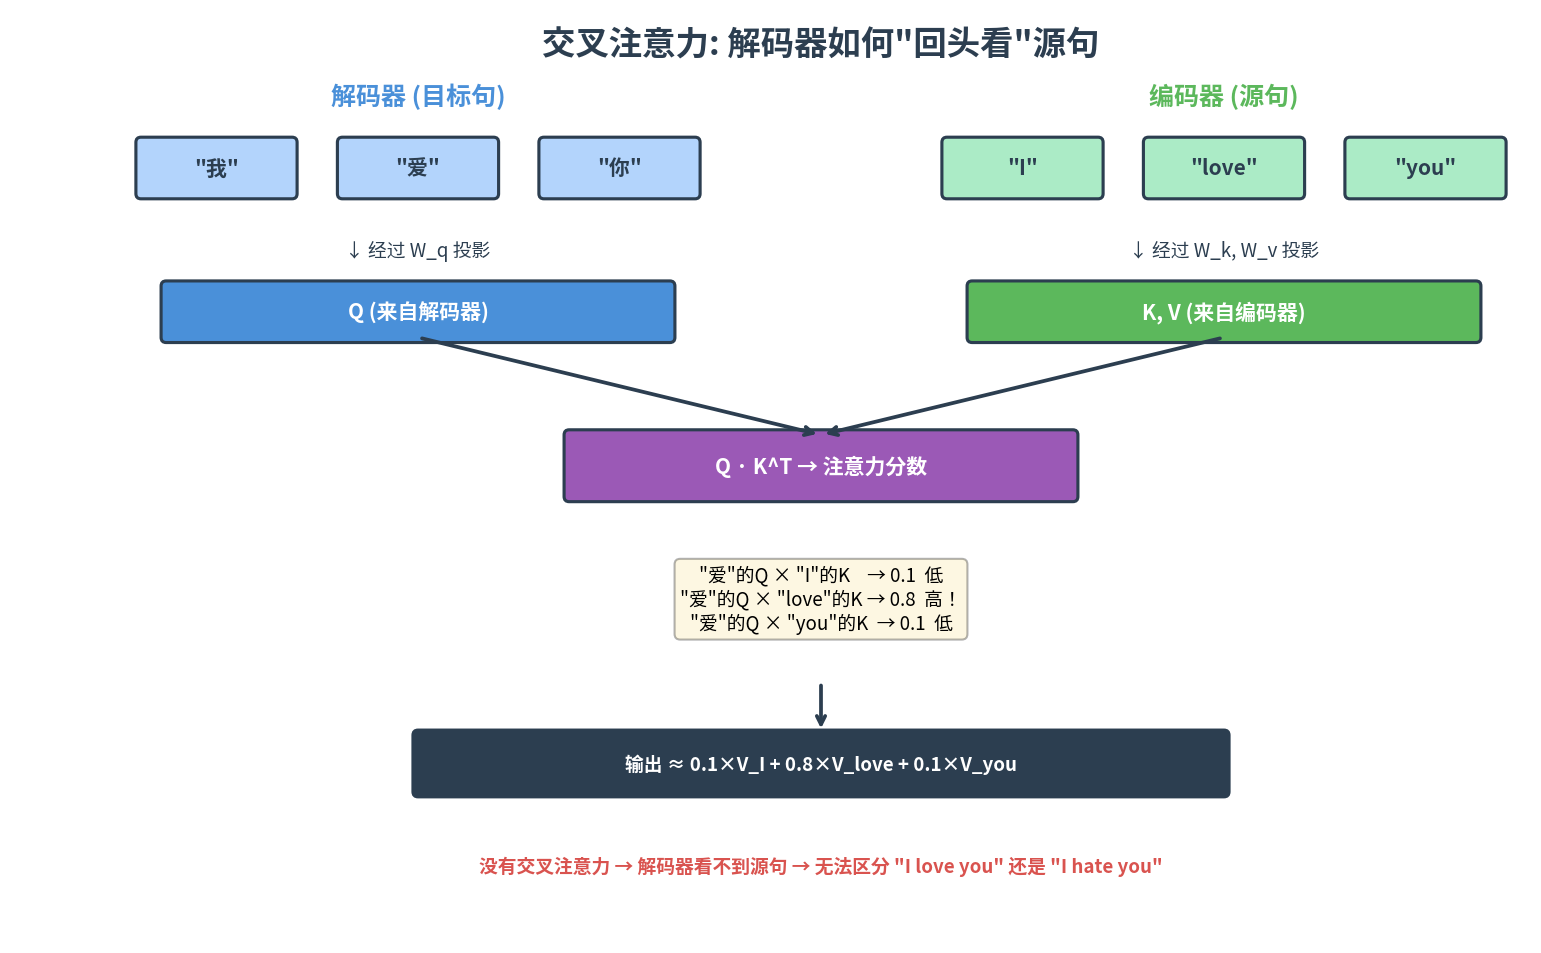 交叉注意力: 解码器如何"回头看"源句
解码器 (目标句)
编码器 (源句)
"我"
"爱"
"你"
"I"
"love"
"you"
↓ 经过 W_q 投影
↓ 经过 W_k, W_v 投影
Q (来自解码器)
K, V (来自编码器)
Q · K^T → 注意力分数
"爱"的Q × "I"的K → 0.1 低
"爱"的Q × "love"的K → 0.8 高！
"爱"的Q × "you"的K → 0.1 低
输出 ≈ 0.1×V_I + 0.8×V_love + 0.1×V_you
没有交叉注意力 → 解码器看不到源句 → 无法区分 "I love you" 还是 "I hate you"